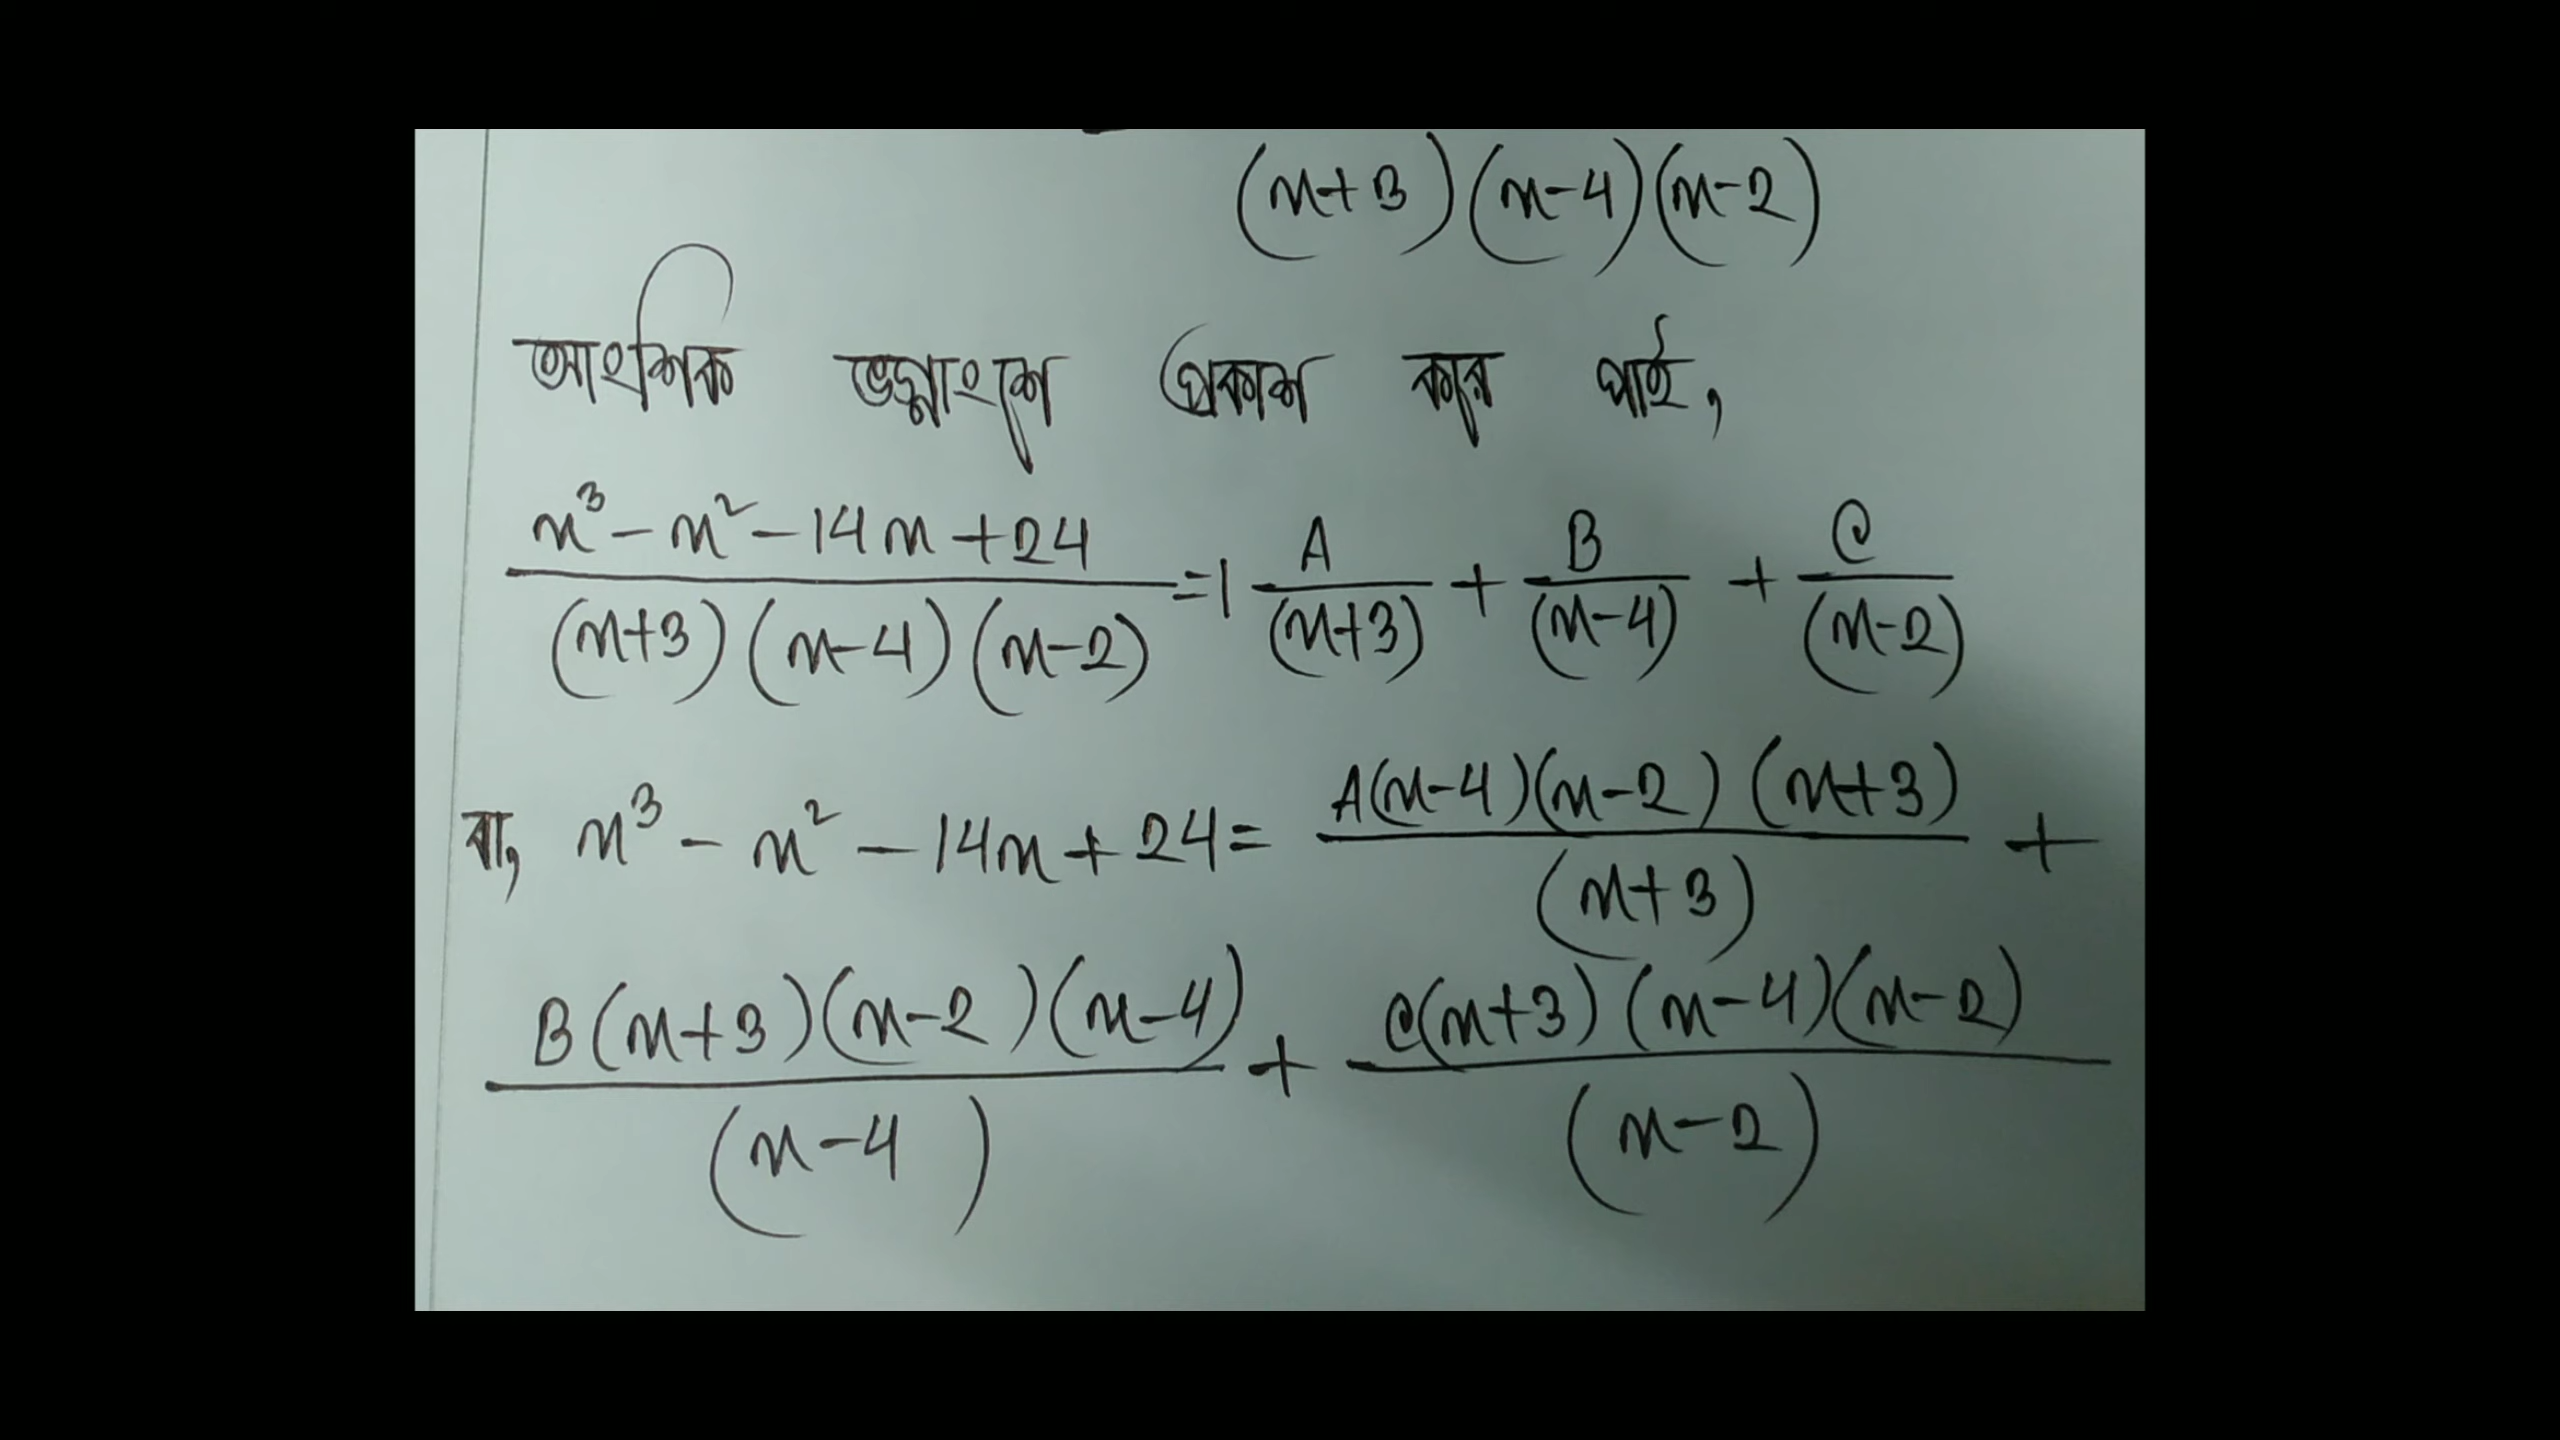 (x+3)(x-4)(x-2)
আংশিক ভগ্নাংশে প্রকাশ করে পাই,
x³-x²-14x+24/(x+3)(x-4)(x-2) =1 A/(x+3) + B/(x-4) + C/(x-2)
বা, x³-x²-14x+24= A(x-4)(x-2)(x+3)/(x+3) +
B(x+3)(x-2)(x-4)/(x-4) + C(x+3)(x-4)(x-2)/(x-2)